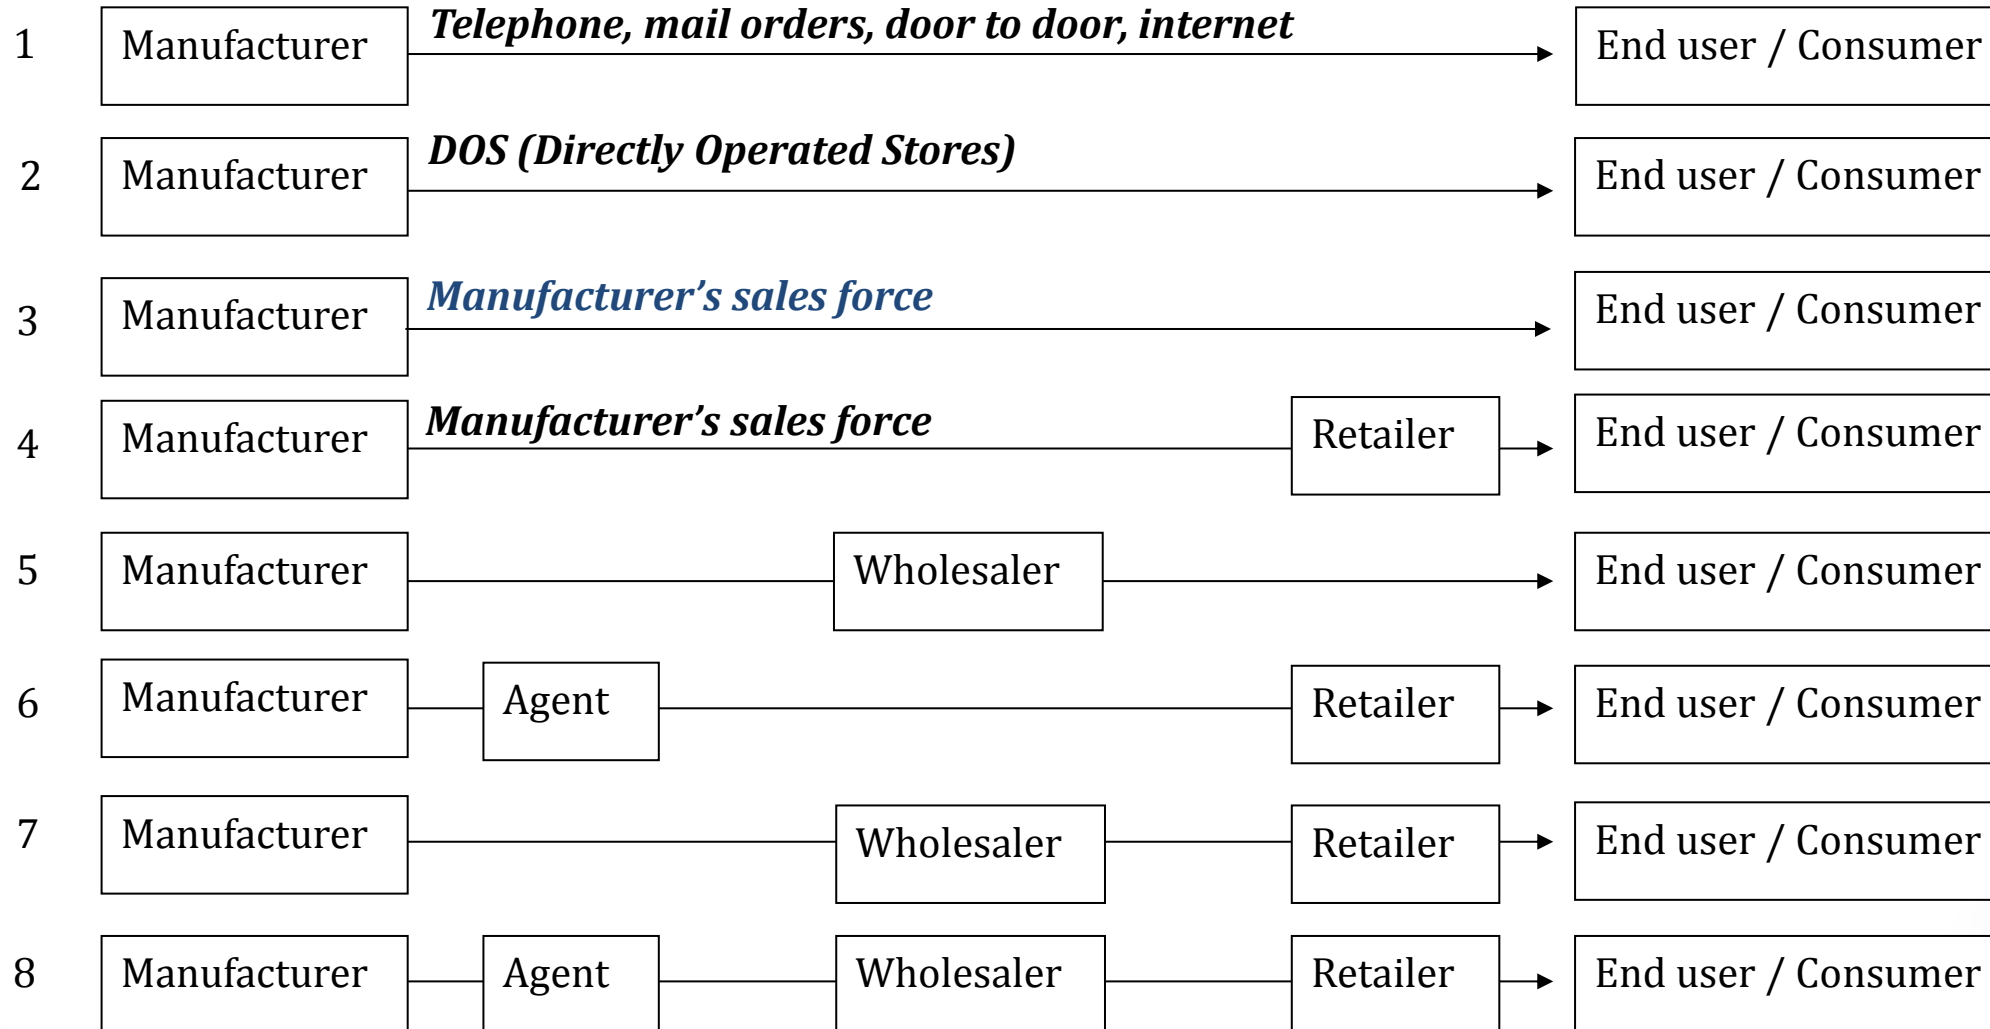 1 Manufacturer Telephone, mail orders, door to door, internet End user / Consumer
2 Manufacturer DOS (Directly Operated Stores) End user / Consumer
3 Manufacturer Manufacturer’s sales force End user / Consumer
4 Manufacturer Manufacturer’s sales force Retailer End user / Consumer
5 Manufacturer Wholesaler End user / Consumer
6 Manufacturer Agent Retailer End user / Consumer
7 Manufacturer Wholesaler Retailer End user / Consumer
8 Manufacturer Agent Wholesaler Retailer End user / Consumer